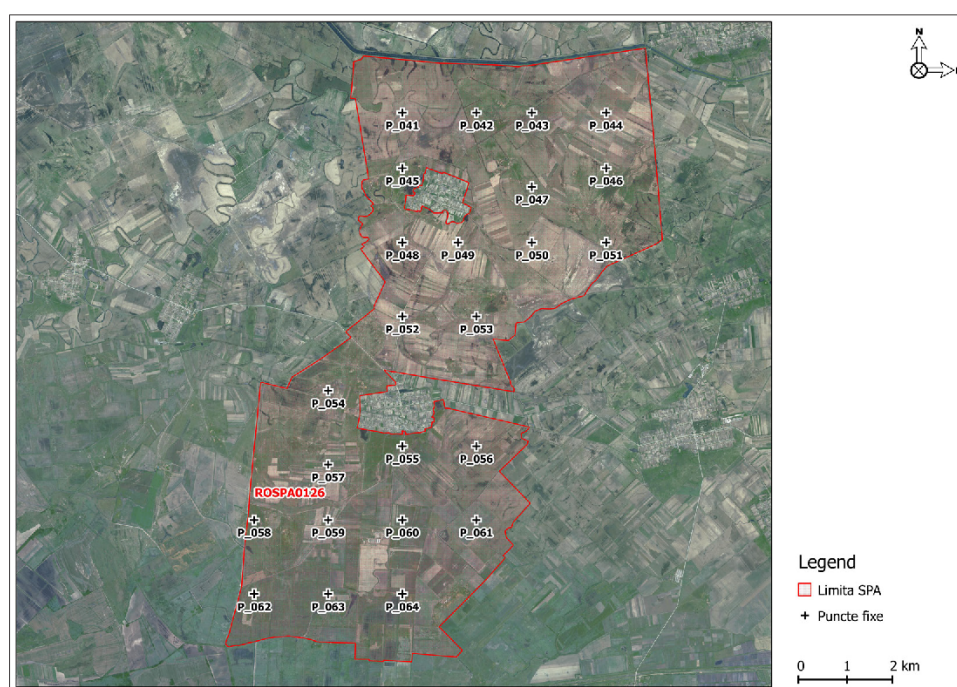 N
P_041 P_042 P_043 P_044
P_045 P_046
P_047
P_048 P_049 P_050 P_051
P_052 P_053
P_054
P_055 P_056
P_057
ROSPA0126
P_058 P_059 P_060 P_061
P_062 P_063 P_064
Legend
Limita SPA
Puncte fixe
0 1 2 km